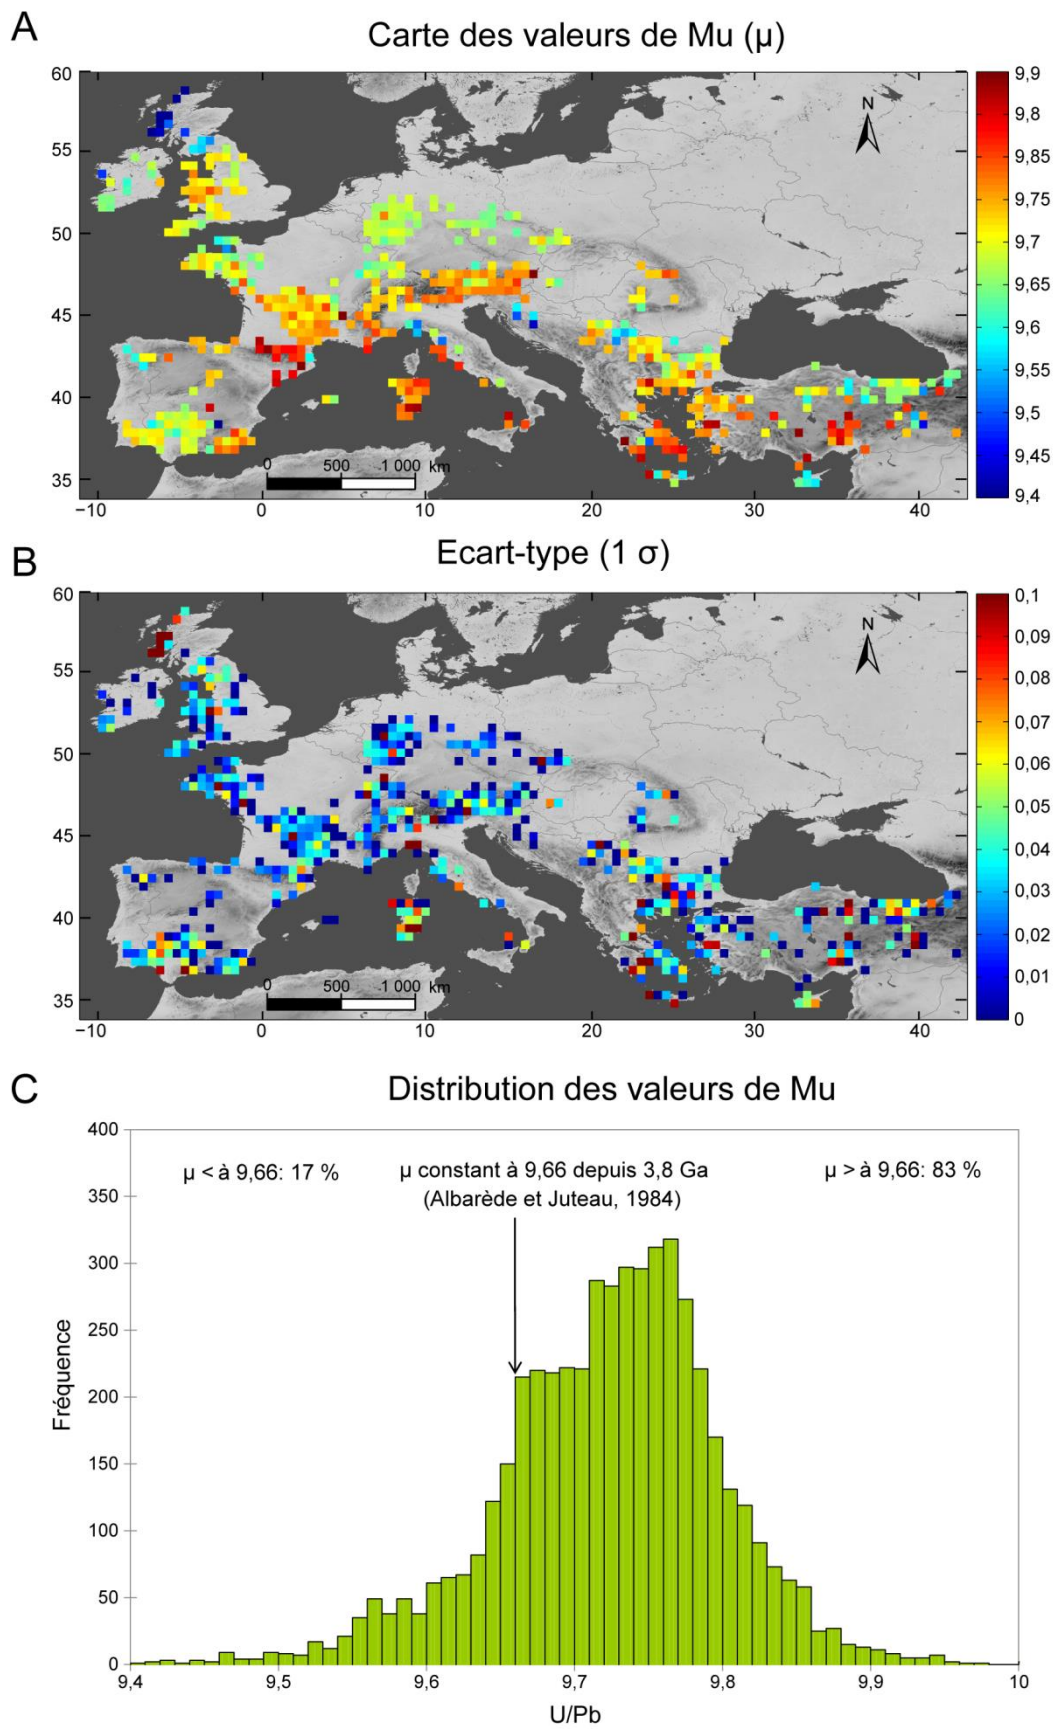 A
Carte des valeurs de Mu (µ)
60
55
50
45
40
35
N
0 500 1 000 km
−10 0 10 20 30 40
9,9
9,8
9,85
9,75
9,7
9,65
9,6
9,55
9,5
9,45
9,4
B
Ecart-type (1 σ)
60
55
50
45
40
35
N
0 500 1 000 km
−10 0 10 20 30 40
0,1
0,09
0,08
0,07
0,06
0,05
0,04
0,03
0,02
0,01
0
C
Distribution des valeurs de Mu
400
350
300
250
200
150
100
50
0
Fréquence
µ < à 9,66: 17 %
µ constant à 9,66 depuis 3,8 Ga
(Albarède et Juteau, 1984)
µ > à 9,66: 83 %
9,4 9,5 9,6 9,7 9,8 9,9 10
U/Pb